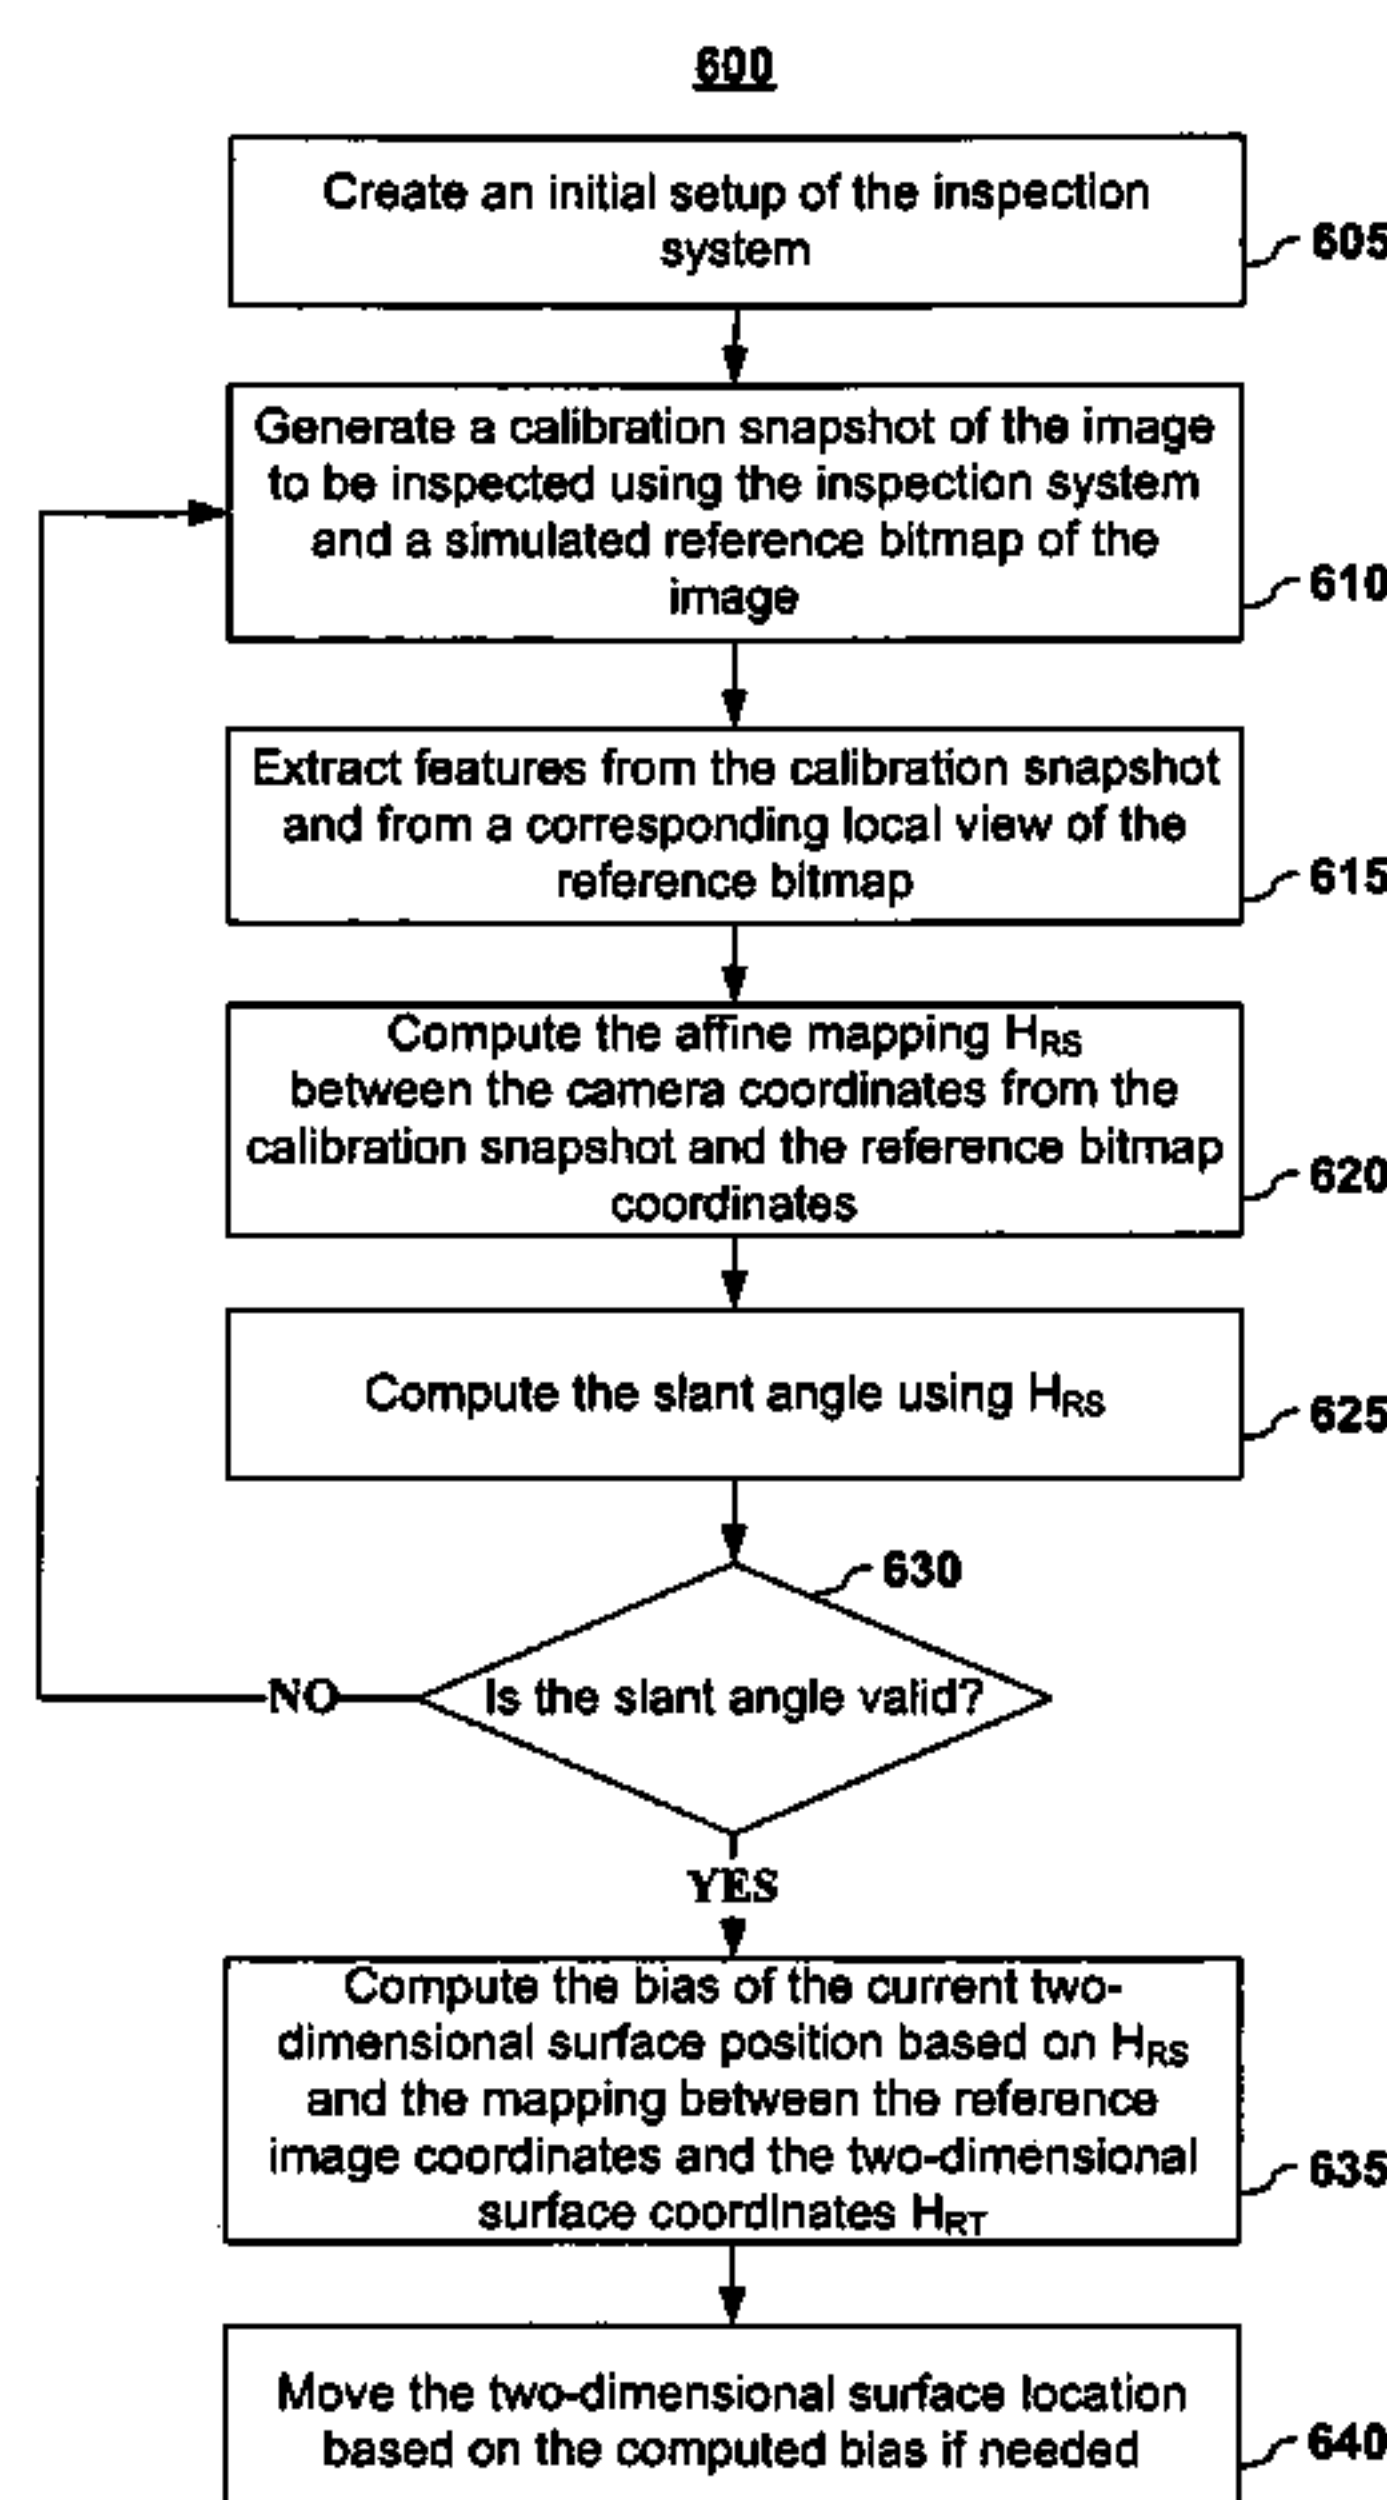 600
Create an initial setup of the inspection
system
605
Generate a calibration snapshot of the image
to be inspected using the inspection system
and a simulated reference bitmap of the
image
610
Extract features from the calibration snapshot
and from a corresponding local view of the
reference bitmap
615
Compute the affine mapping HRS
between the camera coordinates from the
calibration snapshot and the reference bitmap
coordinates
620
Compute the slant angle using HRS
625
630
Is the slant angle valid?
NO
YES
Compute the bias of the current two-
dimensional surface position based on HRS
and the mapping between the reference
image coordinates and the two-dimensional
surface coordinates HRT
635
Move the two-dimensional surface location
based on the computed bias if needed
640